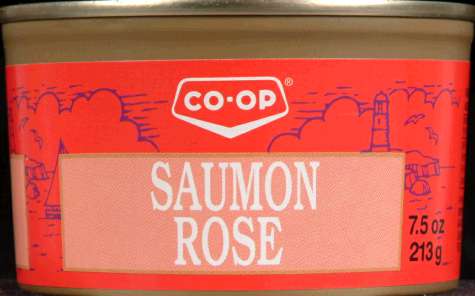 CO-OP®
SAUMON
ROSE
7.5 oz
213 g